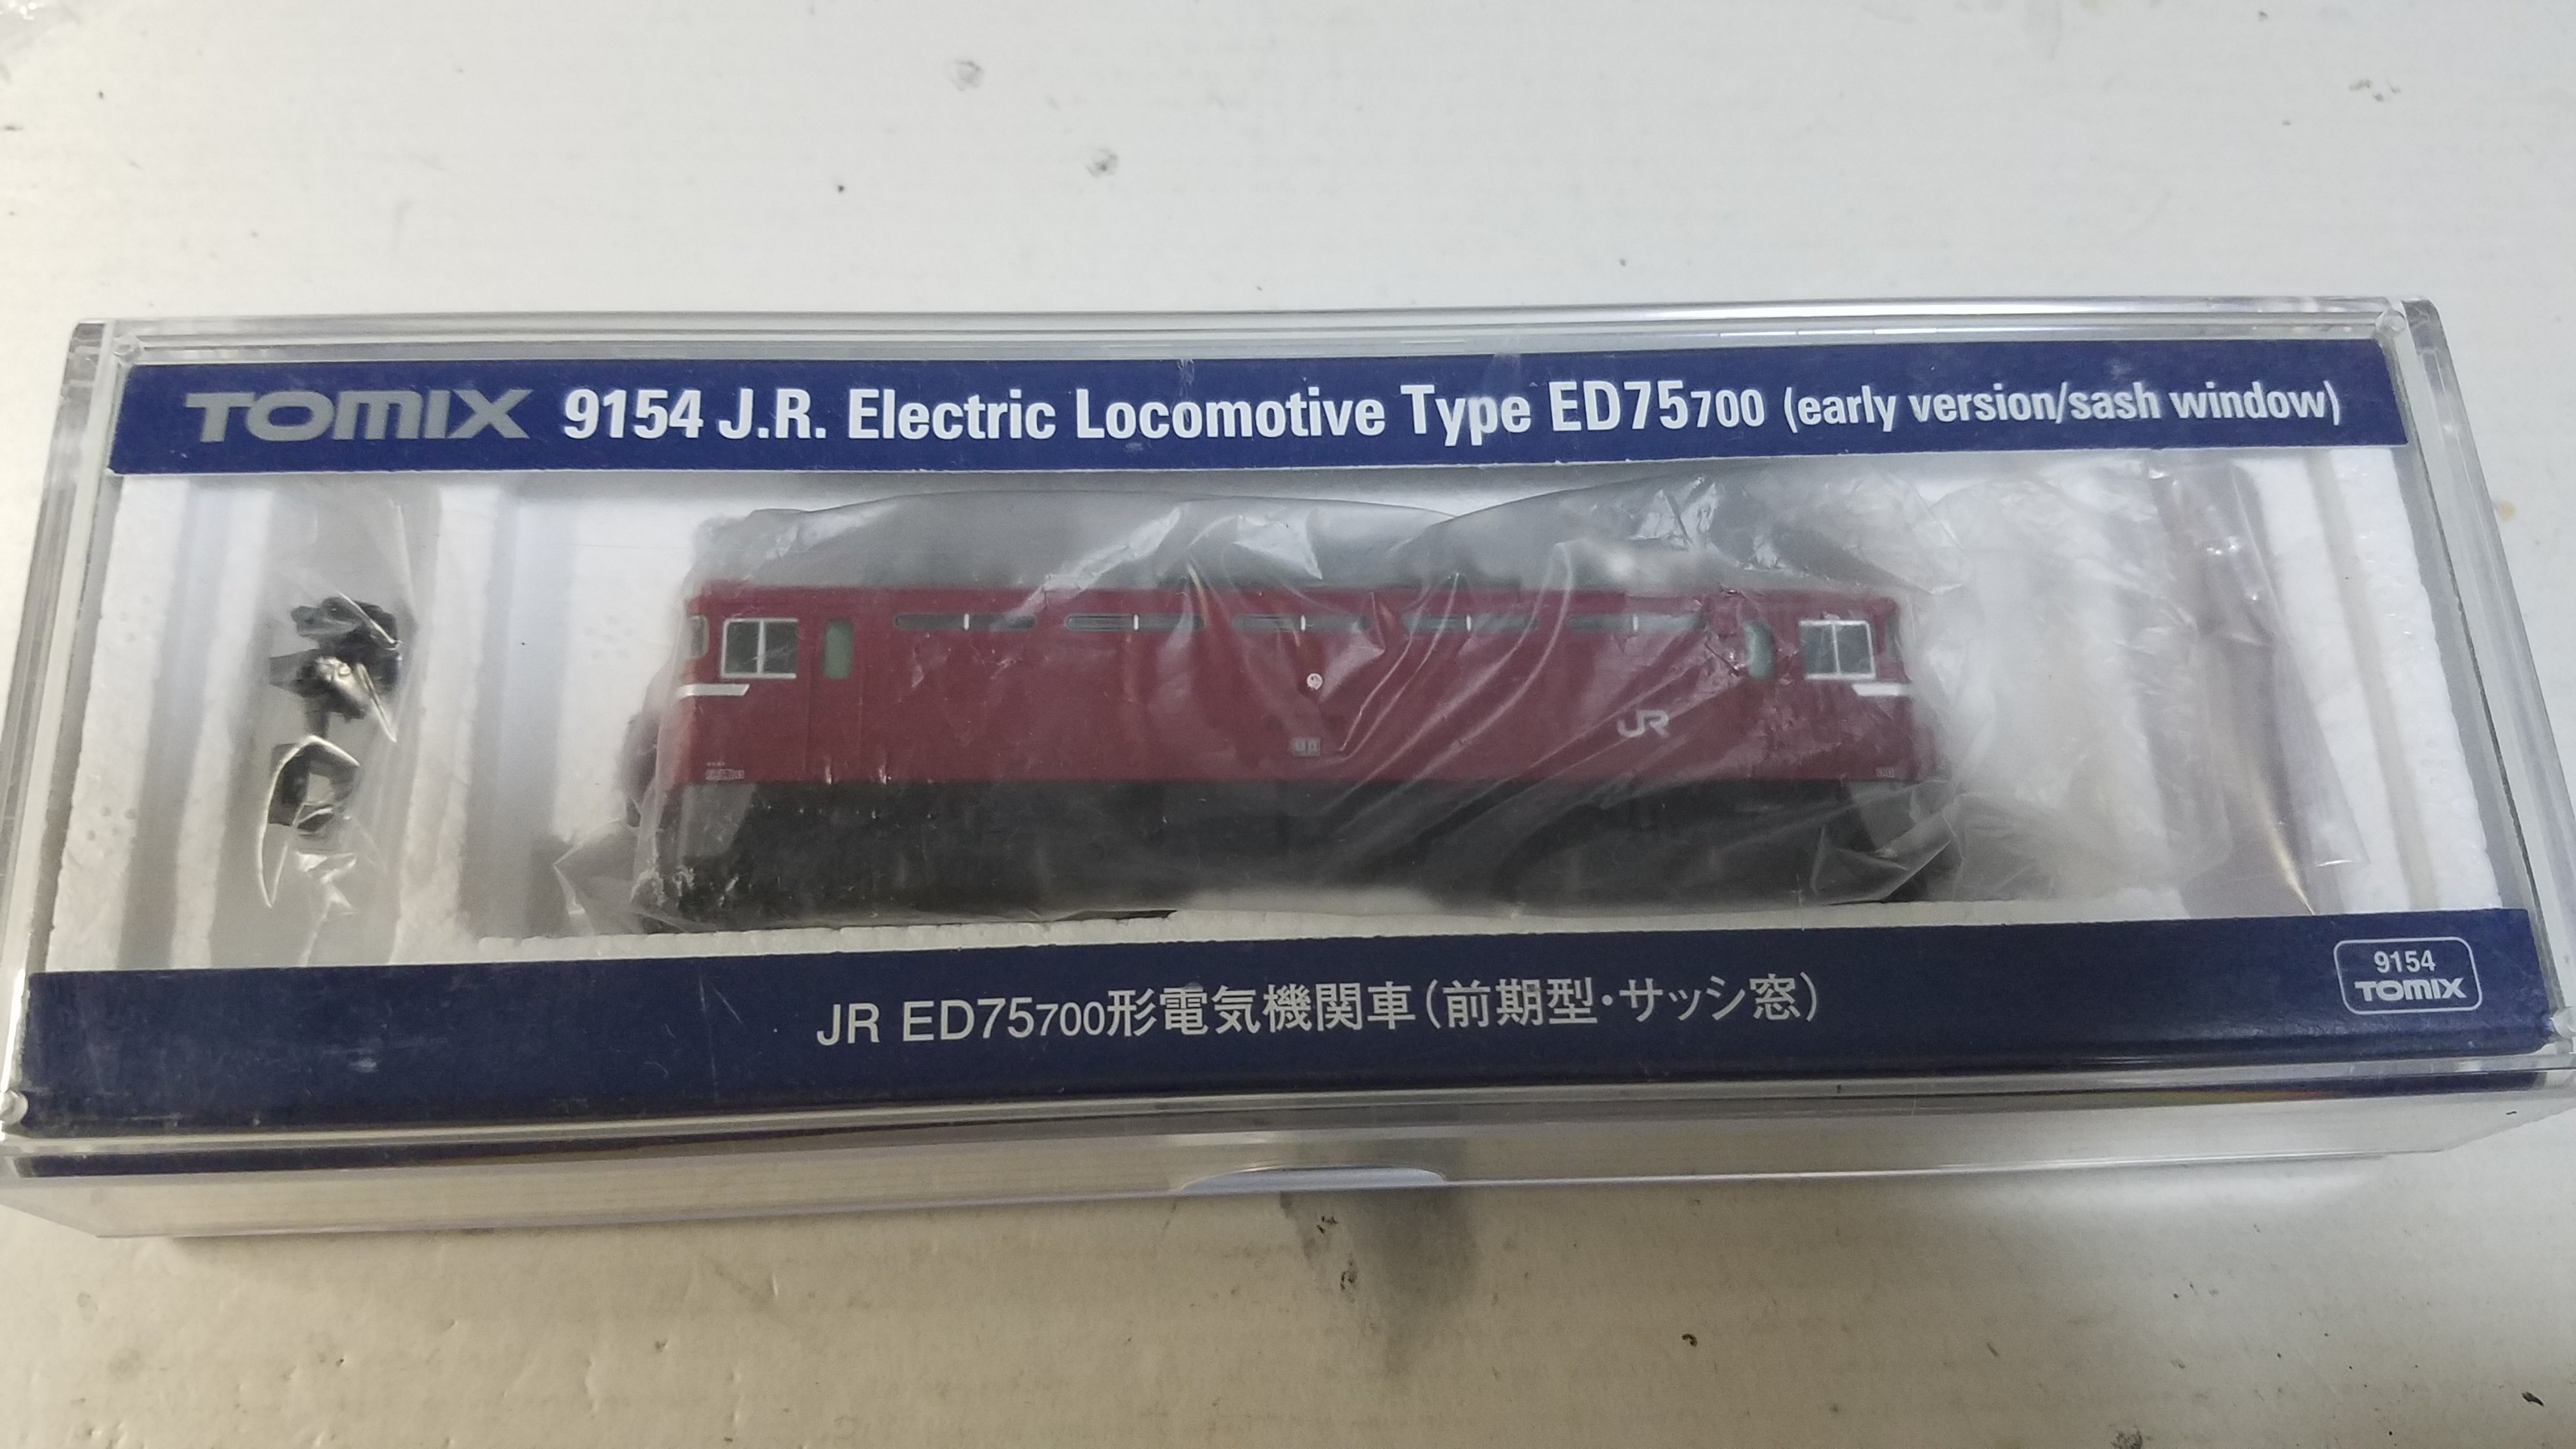 TOMIX 9154 J.R. Electric Locomotive Type ED75700 (early version/sash window)
JR
JR ED75700形電気機関車(前期型・サッシ窓)
9154
TOMIX